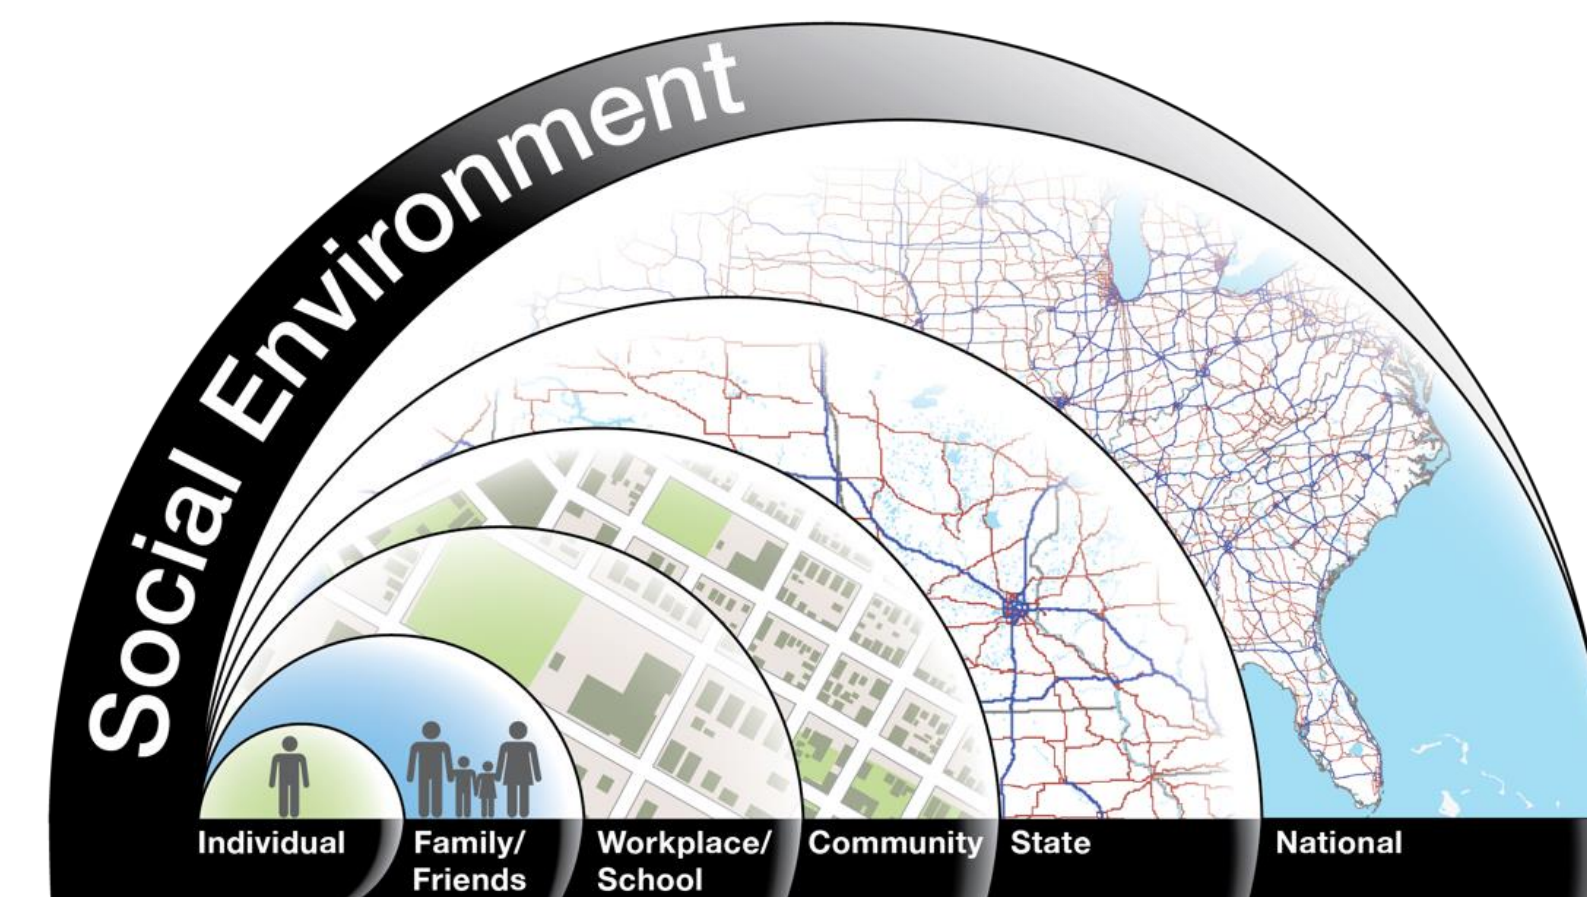 Social Environment
Individual
Family/
Friends
Workplace/
School
Community
State
National